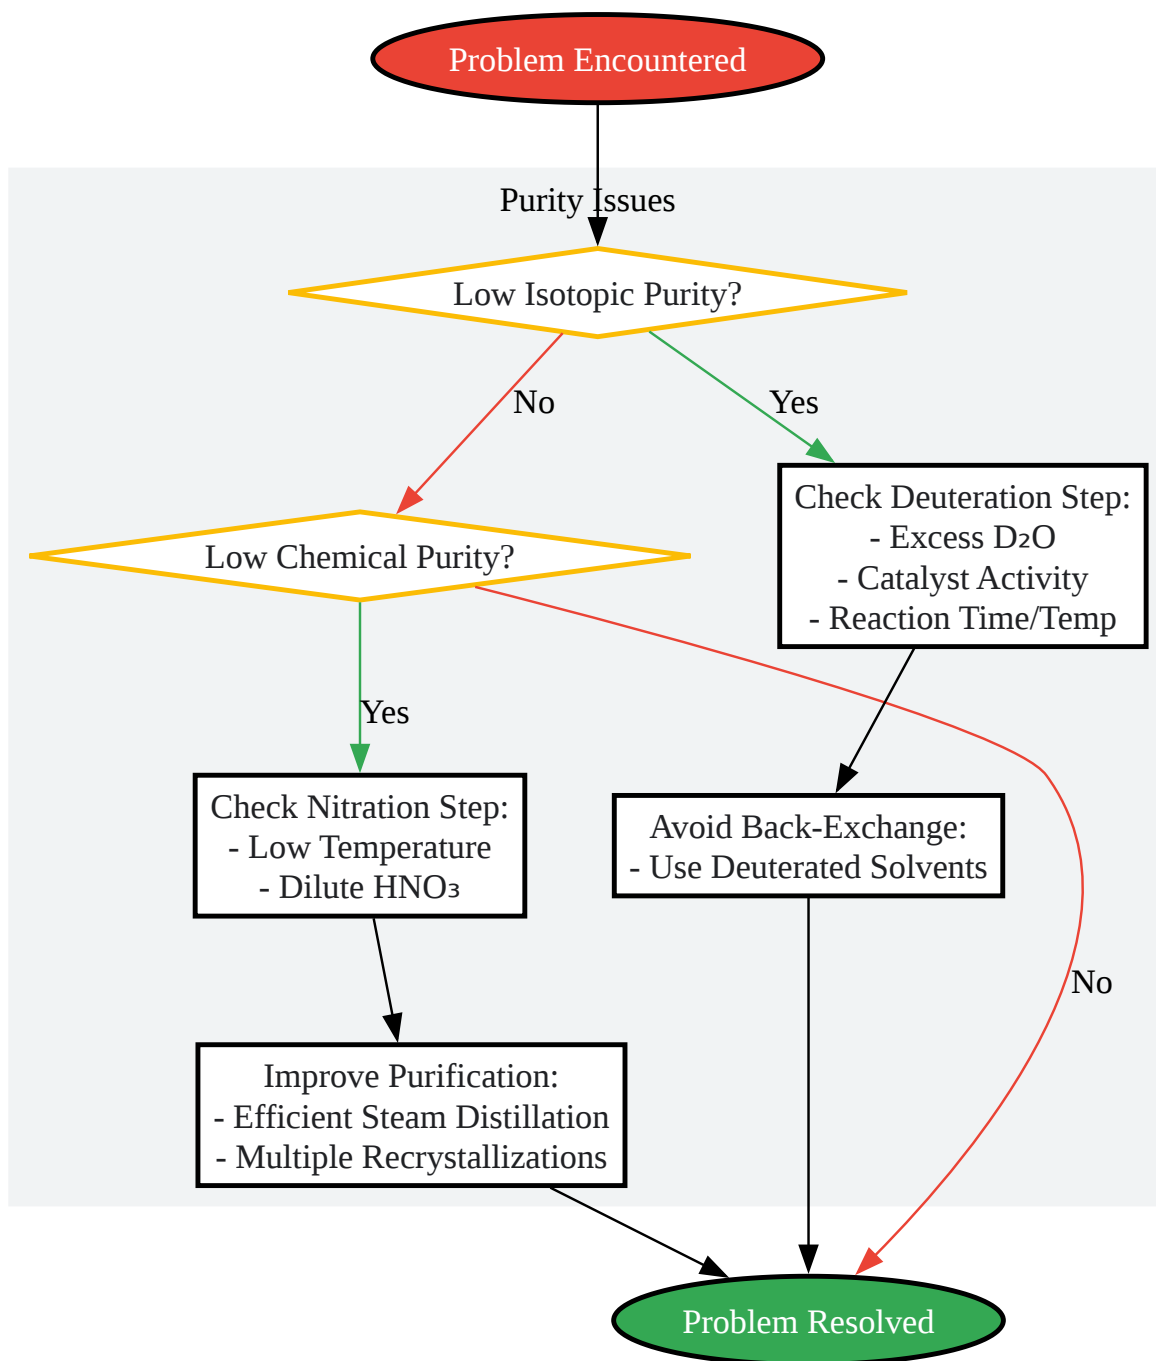 Problem Encountered
Purity Issues
Low Isotopic Purity?
No
Yes
Check Deuteration Step:
- Excess D₂O
- Catalyst Activity
- Reaction Time/Temp
Low Chemical Purity?
Yes
Check Nitration Step:
- Low Temperature
- Dilute HNO₃
Avoid Back-Exchange:
- Use Deuterated Solvents
No
Improve Purification:
- Efficient Steam Distillation
- Multiple Recrystallizations
Problem Resolved